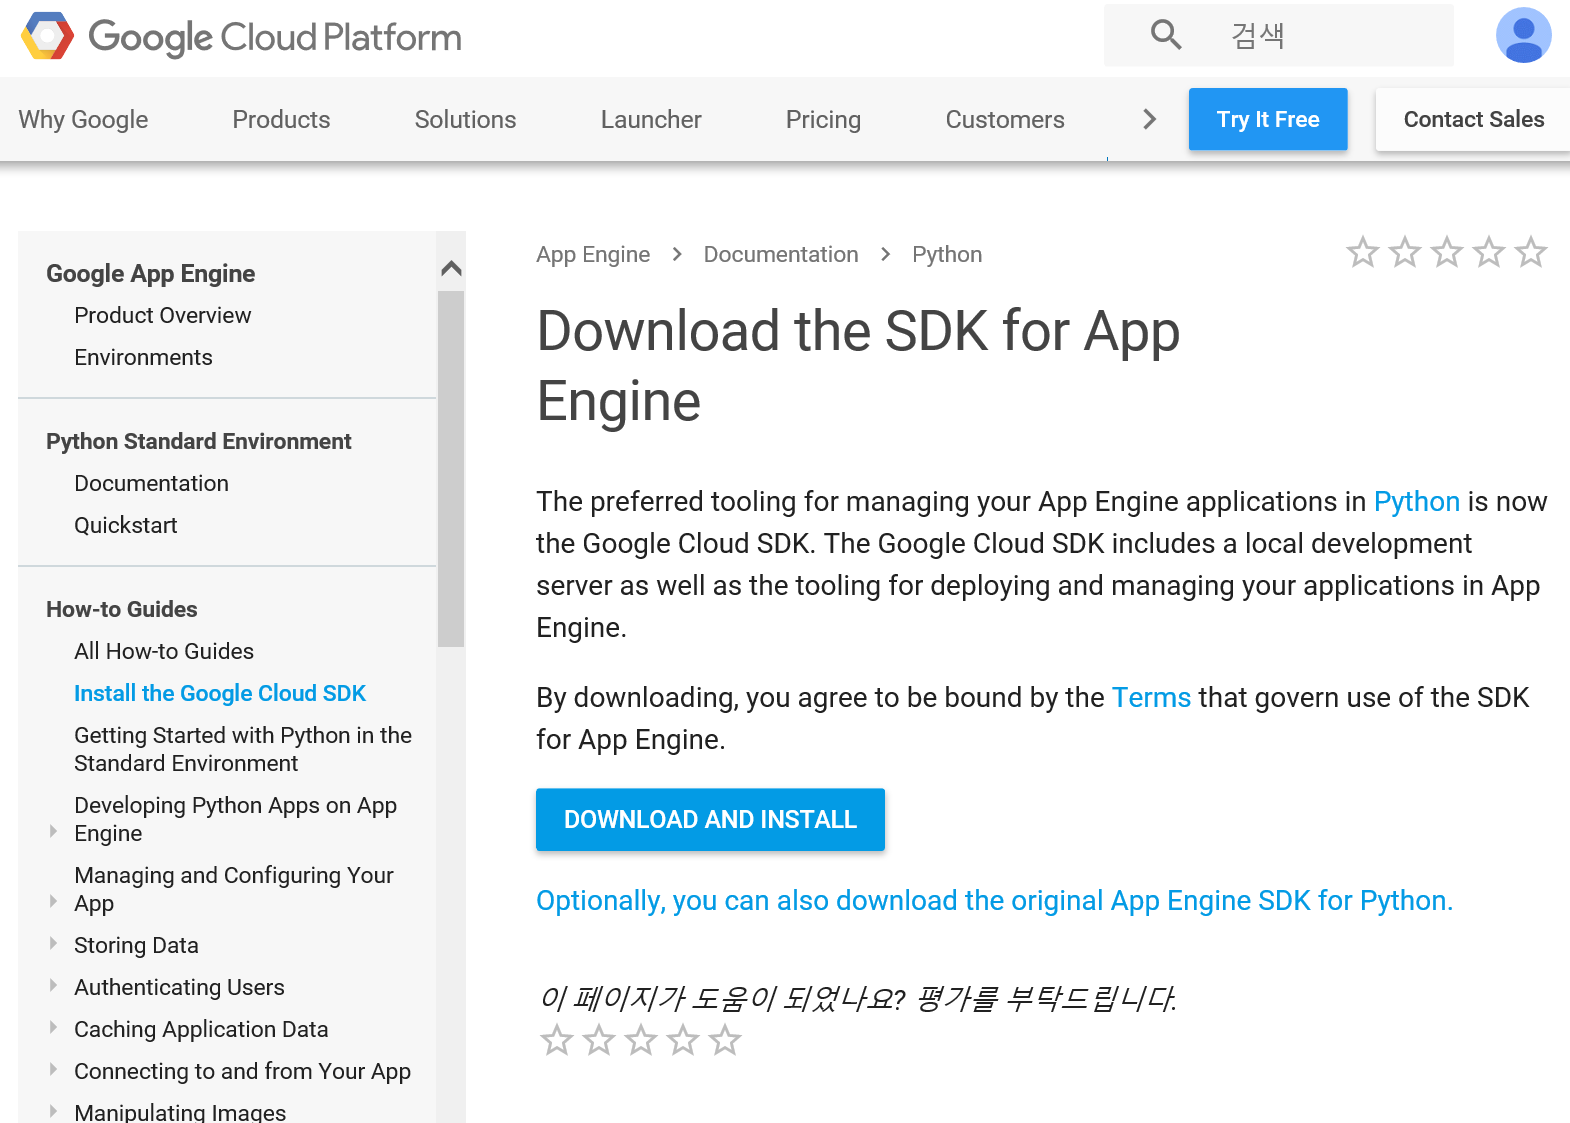 Google Cloud Platform
검색
Why Google
Products
Solutions
Launcher
Pricing
Customers
Try It Free
Contact Sales
Google App Engine
Product Overview
Environments
Python Standard Environment
Documentation
Quickstart
How-to Guides
All How-to Guides
Install the Google Cloud SDK
Getting Started with Python in the
Standard Environment
Developing Python Apps on App
Engine
Managing and Configuring Your
App
Storing Data
Authenticating Users
Caching Application Data
Connecting to and from Your App
Manipulating Images
App Engine > Documentation > Python
Download the SDK for App
Engine
The preferred tooling for managing your App Engine applications in Python is now
the Google Cloud SDK. The Google Cloud SDK includes a local development
server as well as the tooling for deploying and managing your applications in App
Engine.
By downloading, you agree to be bound by the Terms that govern use of the SDK
for App Engine.
DOWNLOAD AND INSTALL
Optionally, you can also download the original App Engine SDK for Python.
이 페이지가 도움이 되었나요? 평가를 부탁드립니다.